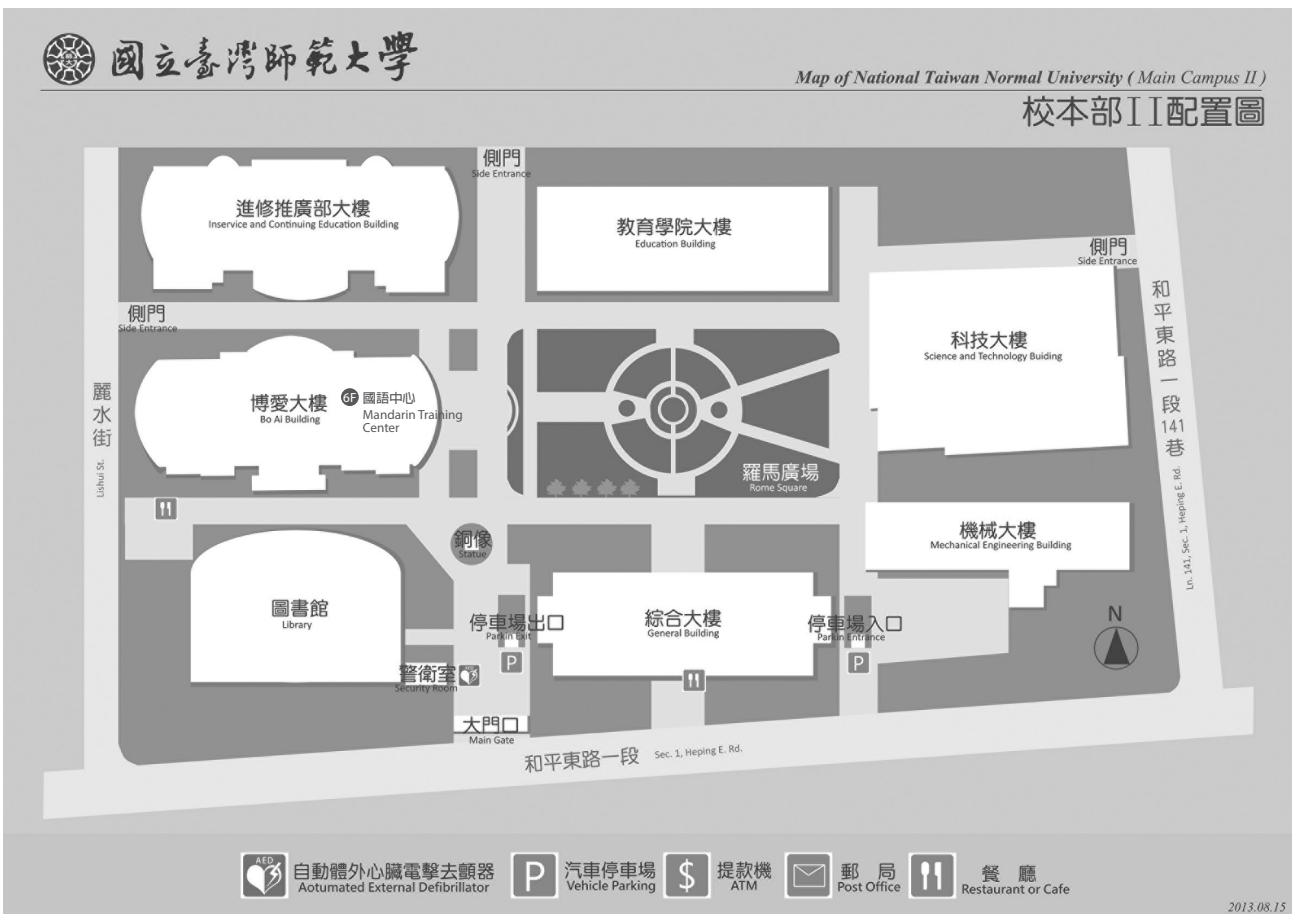 國立臺灣師範大學
Map of National Taiwan Normal University ( Main Campus II )
校本部II配置圖
側門
Side Entrance
進修推廣部大樓
Inservice and Continuing Education Building
教育學院大樓
Education Building
側門
Side Entrance
側門
Side Entrance
和平東路一段141巷
Ln. 141, Sec. 1, Heping E. Rd.
科技大樓
Science and Technology Buiding
麗水街
Lishui St.
博愛大樓
Bo Ai Building
6F 國語中心
Mandarin Training
Center
羅馬廣場
Rome Square
銅像
Statue
機械大樓
Mechanical Engineering Building
圖書館
Library
停車場出口
Parkin Exit
P
綜合大樓
General Building
停車場入口
Parkin Entrance
P
N
警衛室
Security Room
AED
大門口
Main Gate
和平東路一段 Sec. 1, Heping E. Rd.
AED
自動體外心臟電擊去顫器
Aotumated External Defibrillator
P
汽車停車場
Vehicle Parking
$
提款機
ATM
郵局
Post Office
餐廳
Restaurant or Cafe
2013.08.15